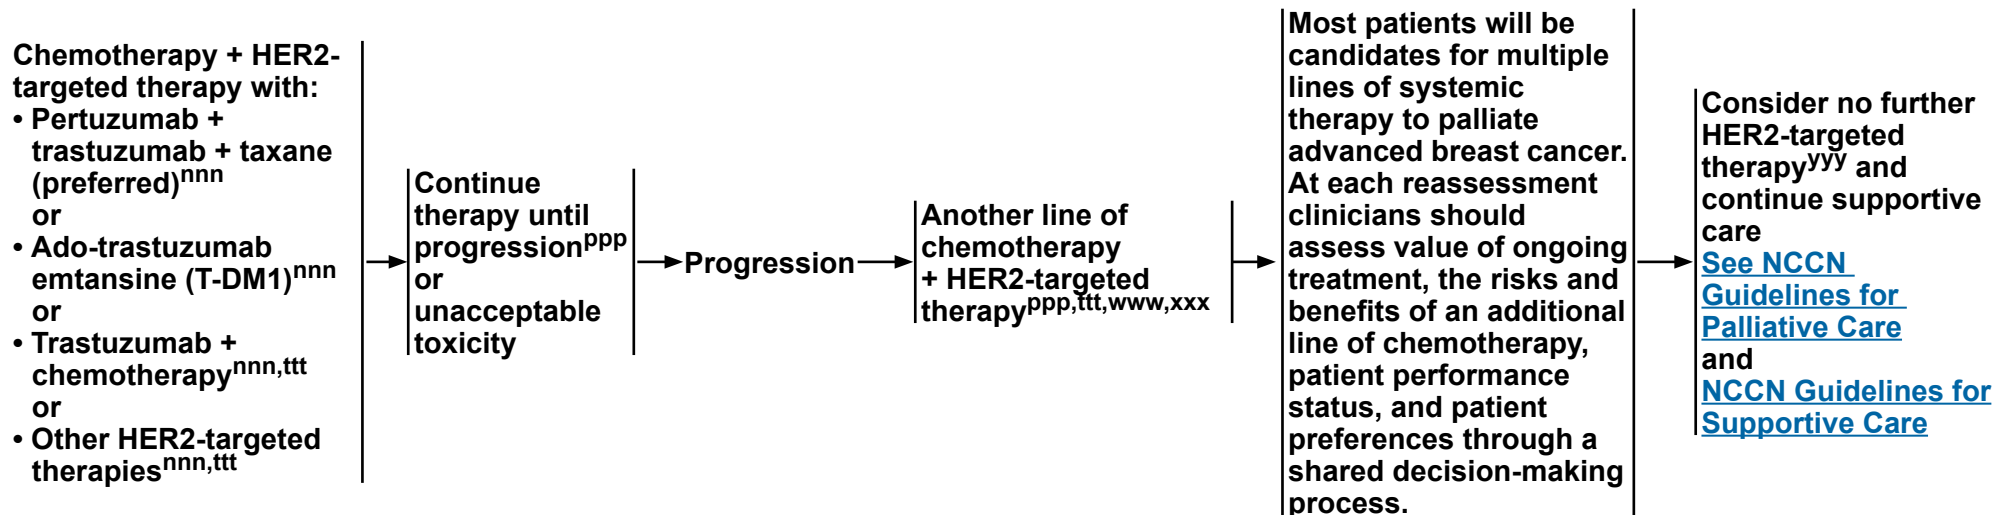 Chemotherapy + HER2-
targeted therapy with:
• Pertuzumab +
trastuzumab + taxane
(preferred)nnn
or
• Ado-trastuzumab
emtansine (T-DM1)nnn
or
• Trastuzumab +
chemotherapynnn,ttt
or
• Other HER2-targeted
therapiesnnn,ttt
Continue
therapy until
progressionppp
or
unacceptable
toxicity
Progression
Another line of
chemotherapy
+ HER2-targeted
therapyppp,ttt,www,xxx
Most patients will be
candidates for multiple
lines of systemic
therapy to palliate
advanced breast cancer.
At each reassessment
clinicians should
assess value of ongoing
treatment, the risks and
benefits of an additional
line of chemotherapy,
patient performance
status, and patient
preferences through a
shared decision-making
process.
Consider no further
HER2-targeted
therapyyyy and
continue supportive
care
See NCCN
Guidelines for
Palliative Care
and
NCCN Guidelines for
Supportive Care